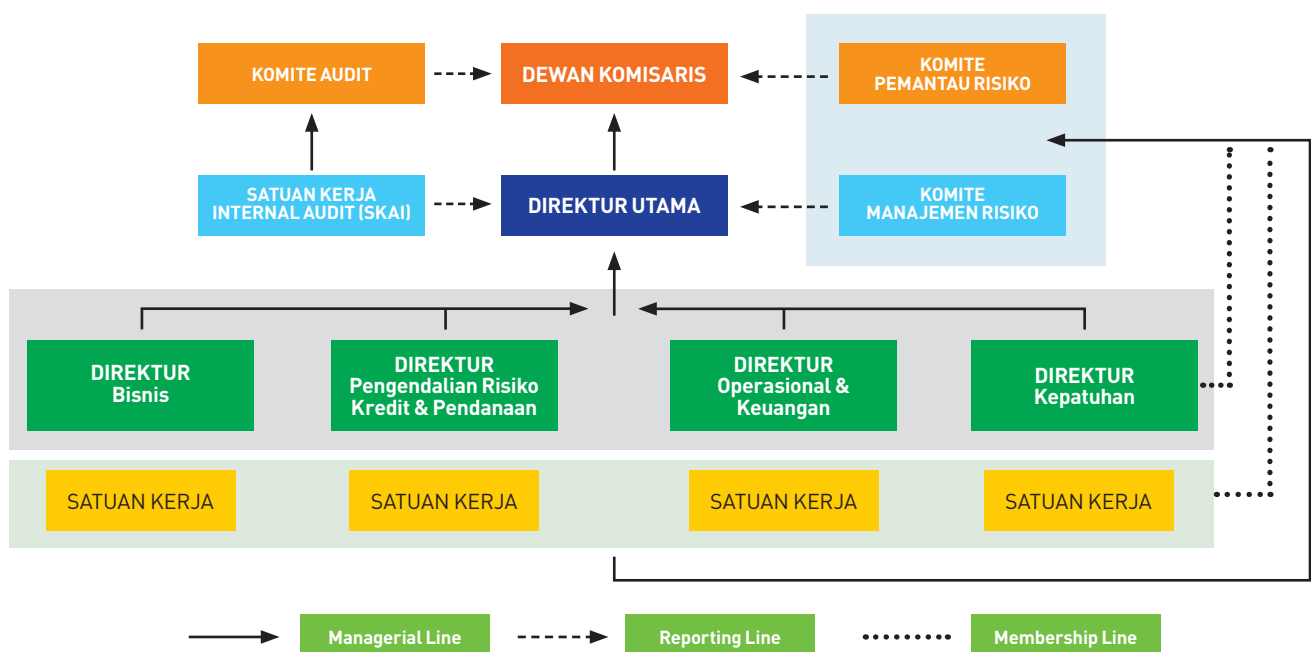 KOMITE AUDIT
DEWAN KOMISARIS
KOMITE
PEMANTAU RISIKO
SATUAN KERJA
INTERNAL AUDIT (SKAI)
DIREKTUR UTAMA
KOMITE
MANAJEMEN RISIKO
DIREKTUR
Bisnis
DIREKTUR
Pengendalian Risiko
Kredit & Pendanaan
DIREKTUR
Operasional &
Keuangan
DIREKTUR
Kepatuhan
SATUAN KERJA
SATUAN KERJA
SATUAN KERJA
SATUAN KERJA
Managerial Line
Reporting Line
Membership Line